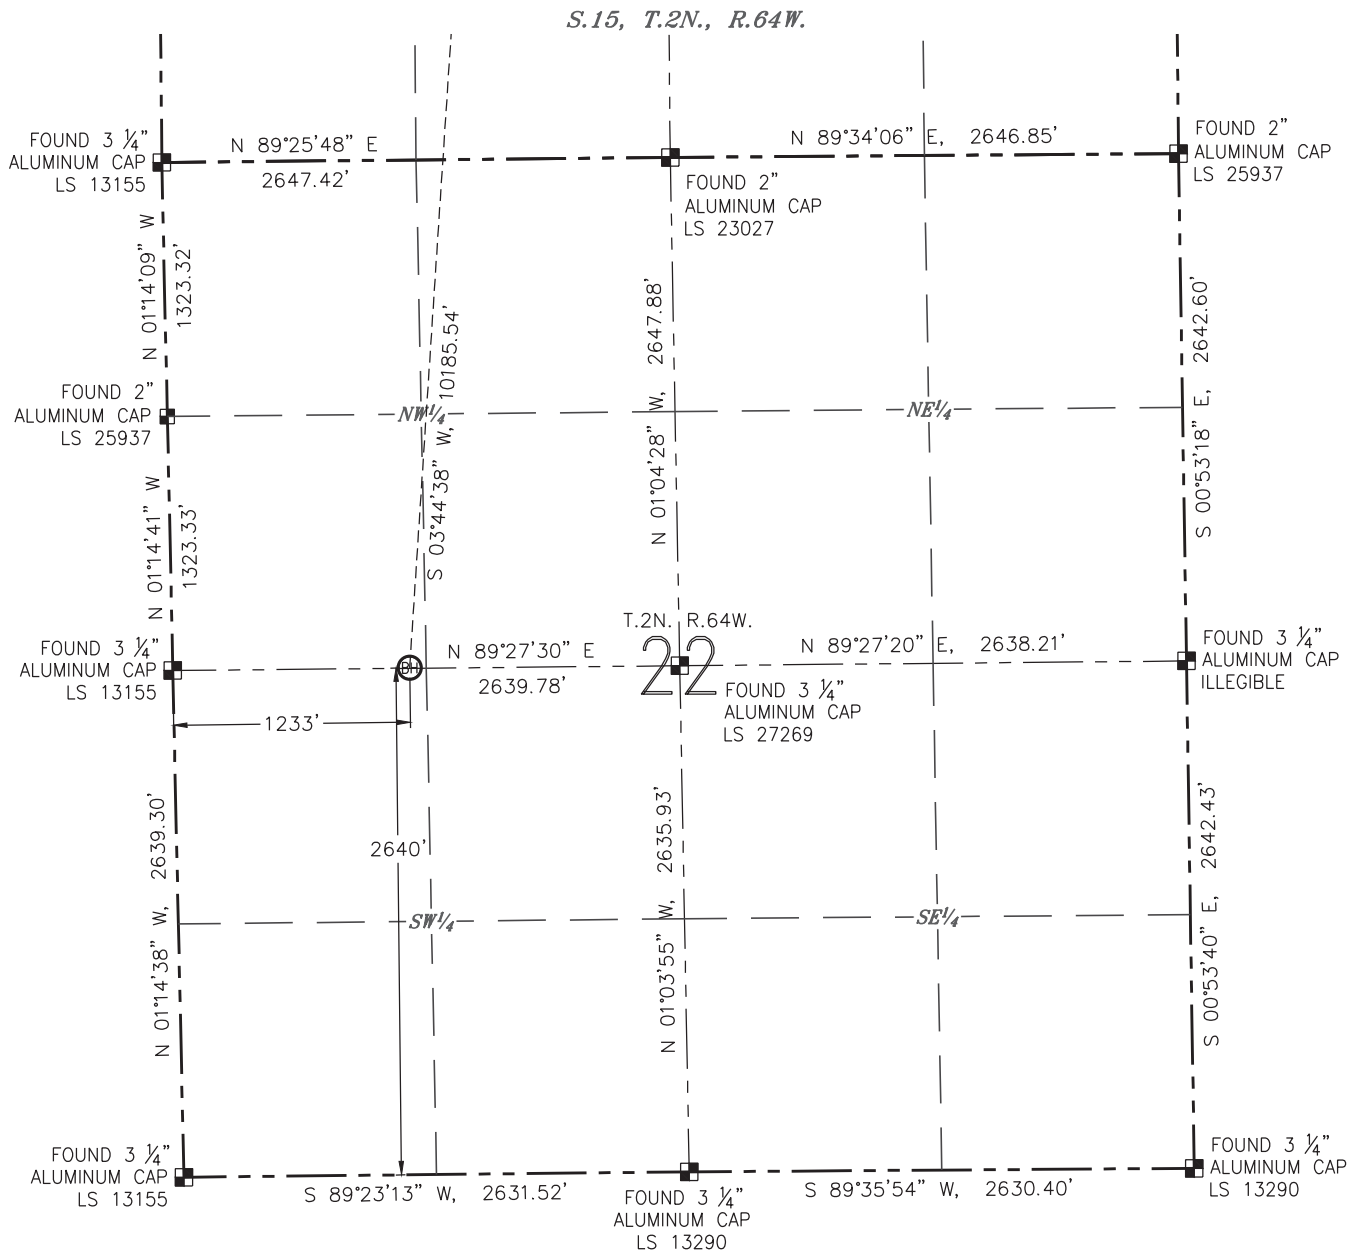 S.15, T.2N., R.64W.
FOUND 3 ¼"
ALUMINUM CAP
LS 13155
N 89°25'48" E
2647.42'
N 89°34'06" E, 2646.85'
FOUND 2"
ALUMINUM CAP
LS 25937
FOUND 2"
ALUMINUM CAP
LS 23027
N 01°14'09" W
1323.32'
S 03°44'38" W, 10185.54'
N 01°04'28" W, 2647.88'
S 00°53'18" E, 2642.60'
FOUND 2"
ALUMINUM CAP
LS 25937
NW¼
NE¼
N 01°14'41" W
1323.33'
T.2N. R.64W.
22
FOUND 3 ¼"
ALUMINUM CAP
LS 13155
BH
N 89°27'30" E
2639.78'
N 89°27'20" E, 2638.21'
FOUND 3 ¼"
ALUMINUM CAP
ILLEGIBLE
FOUND 3 ¼"
ALUMINUM CAP
LS 27269
1233'
2640'
N 01°14'38" W, 2639.30'
N 01°03'55" W, 2635.93'
S 00°53'40" E, 2642.43'
SW¼
SE¼
FOUND 3 ¼"
ALUMINUM CAP
LS 13155
S 89°23'13" W, 2631.52'
FOUND 3 ¼"
ALUMINUM CAP
LS 13290
S 89°35'54" W, 2630.40'
FOUND 3 ¼"
ALUMINUM CAP
LS 13290